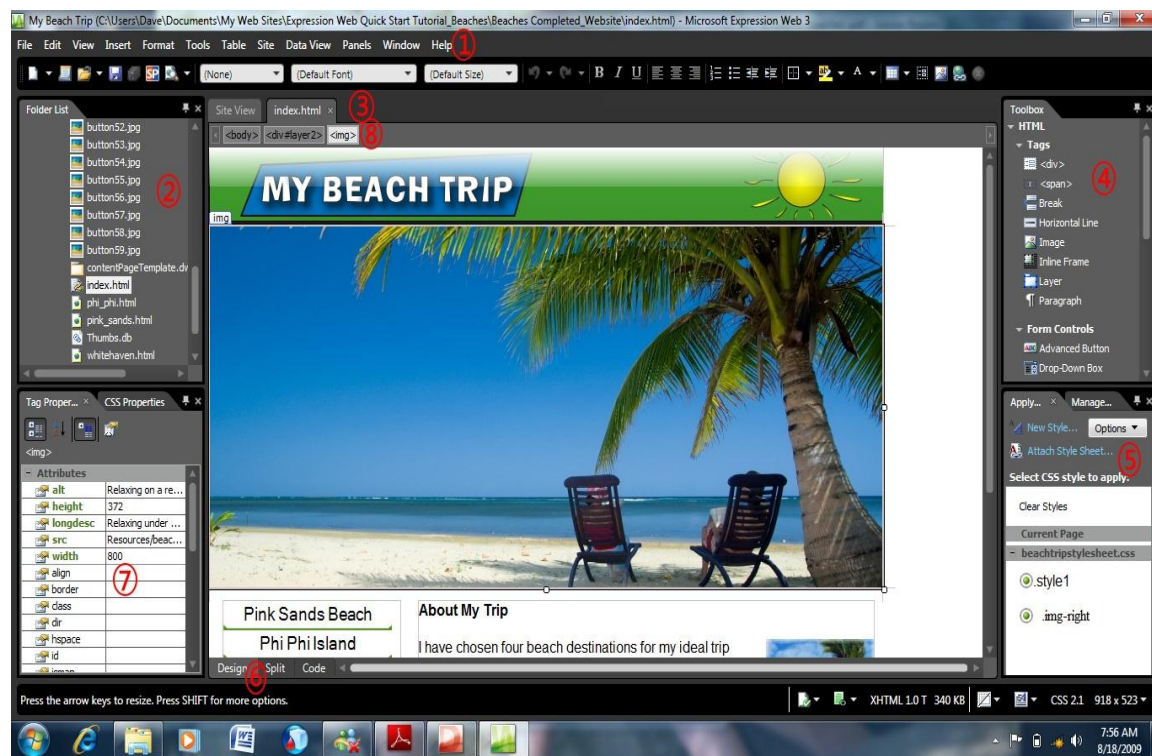 My Beach Trip (C:\Users\Dave\Documents\My Web Sites\Expression Web Quick Start Tutorial_Beaches\Beaches Completed_Website\index.html) - Microsoft Expression Web 3
File Edit View Insert Format Tools Table Site Data View Panels Window Help ①
(None) (Default Font) (Default Size) B I U A
Folder List
button52.jpg
button53.jpg
button54.jpg
button55.jpg
button56.jpg
②
button57.jpg
button58.jpg
button59.jpg
contentPageTemplate.dv
index.html
phi_phi.html
pink_sands.html
Thumbs.db
whitehaven.html
Tag Proper... CSS Properties
<img>
Attributes
alt Relaxing on a re...
height 372
longdesc Relaxing under ...
src Resources/beac...
width 800
align
⑦
border
class
dir
hspace
id
ismap
Site View index.html ③
<body> <div#layer2> <img> ⑧
MY BEACH TRIP
img
Pink Sands Beach
Phi Phi Island
About My Trip
I have chosen four beach destinations for my ideal trip
Design Split Code
⑥
Toolbox
HTML
Tags
<div>
④
<span>
Break
Horizontal Line
Image
Inline Frame
Layer
Paragraph
Form Controls
Advanced Button
Drop-Down Box
Apply... Manage...
New Style... Options
Attach Style Sheet... ⑤
Select CSS style to apply:
Clear Styles
Current Page
beachtripstylesheet.css
.style1
.img-right
Press the arrow keys to resize. Press SHIFT for more options.
XHTML 1.0 T 340 KB CSS 2.1 918 x 523
7:56 AM
8/18/2009